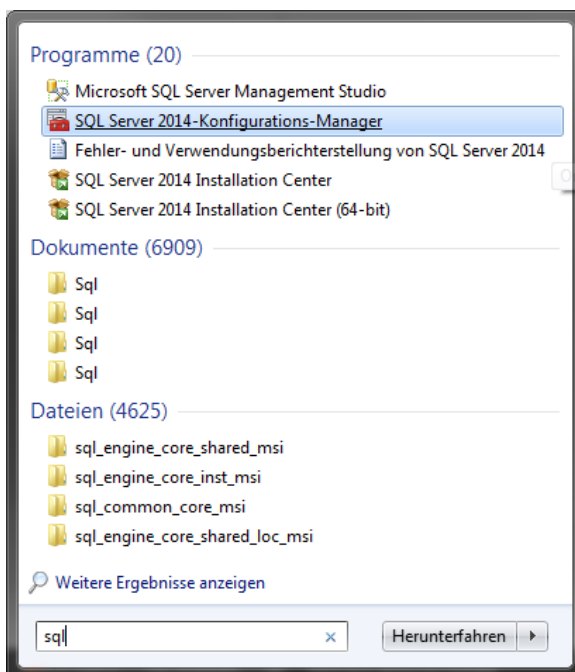 Programme (20)
Microsoft SQL Server Management Studio
SQL Server 2014-Konfigurations-Manager
Fehler- und Verwendungsberichterstellung von SQL Server 2014
SQL Server 2014 Installation Center
SQL Server 2014 Installation Center (64-bit)
Dokumente (6909)
Sql
Sql
Sql
Sql
Dateien (4625)
sql_engine_core_shared_msi
sql_engine_core_inst_msi
sql_common_core_msi
sql_engine_core_shared_loc_msi
Weitere Ergebnisse anzeigen
sql
Herunterfahren